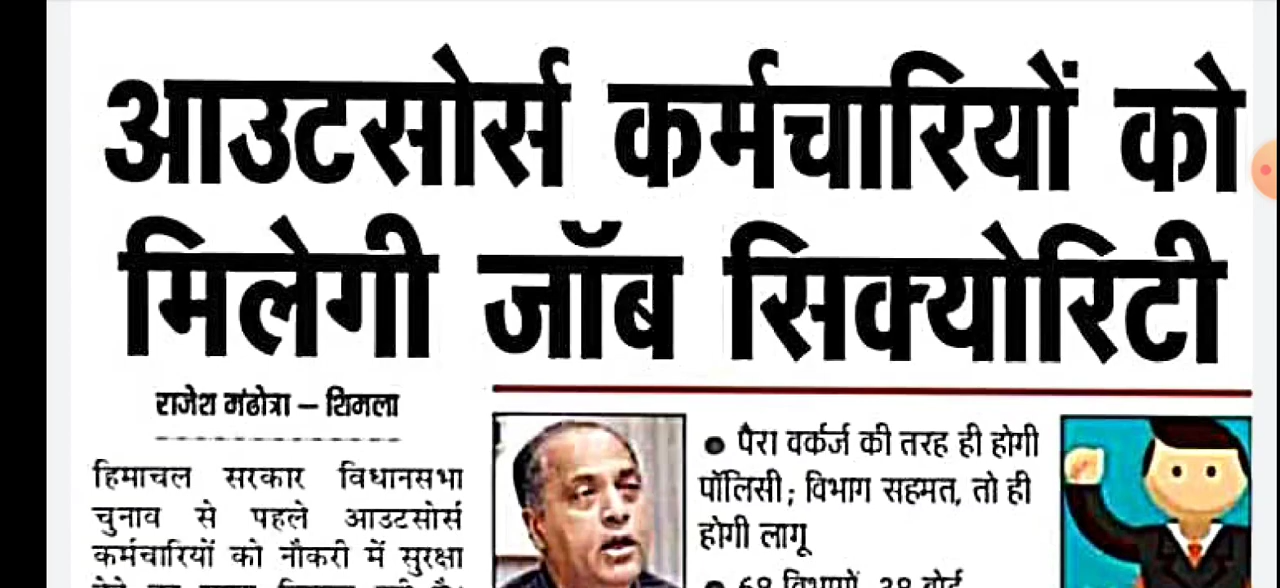 आउटसोर्स कर्मचारियों को
मिलेगी जॉब सिक्योरिटी
राजेश मंढोत्रा – शिमला
हिमाचल सरकार विधानसभा
चुनाव से पहले आउटसोर्स
कर्मचारियों को नौकरी में सुरक्षा
● पैरा वर्कर्ज की तरह ही होगी
पॉलिसी; विभाग सहमत, तो ही
होगी लागू